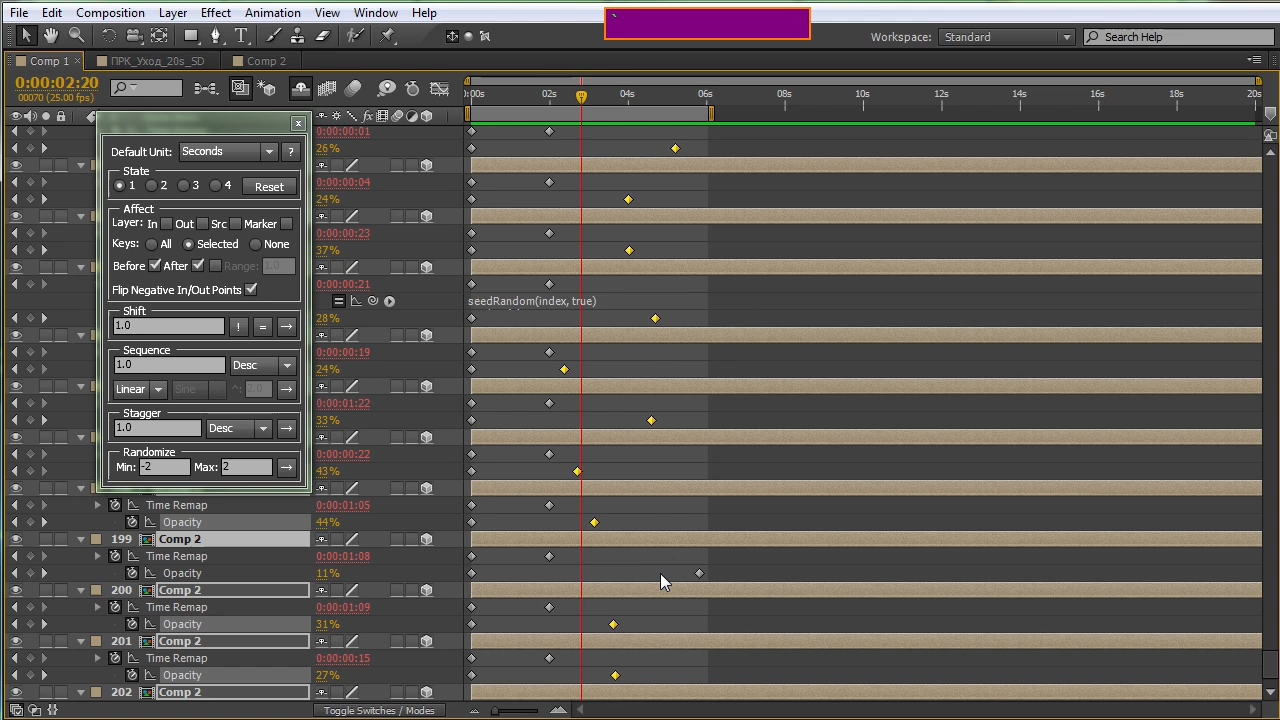 File Edit Composition Layer Effect Animation View Window Help
`
Workspace: Standard Search Help
Comp 1 × ПРК_Уход_20s_SD Comp 2
0:00:02:20
00070 (25.00 fps)
):00s 02s 04s 06s 08s 10s 12s 14s 16s 18s 20s
fx
x
0:00:00:01
Default Unit: Seconds ?
26%
State
1 2 3 4 Reset
0:00:00:04
24%
Affect
Layer: In Out Src Marker
0:00:00:23
Keys: All Selected None
37%
Before After Range: 1.0
0:00:00:21
Flip Negative In/Out Points
seedRandom(index, true)
Shift
28%
1.0 ! = →
Sequence
0:00:00:19
1.0 Desc
24%
Linear Sine ^: 2.0 →
0:00:01:22
Stagger
33%
1.0 Desc →
Randomize
0:00:00:22
Min: -2 Max: 2 →
43%
Time Remap 0:00:01:05
Opacity 44%
199 Comp 2
Time Remap 0:00:01:08
Opacity 11%
200 Comp 2
Time Remap 0:00:01:09
Opacity 31%
201 Comp 2
Time Remap 0:00:00:15
Opacity 27%
202 Comp 2
Toggle Switches / Modes